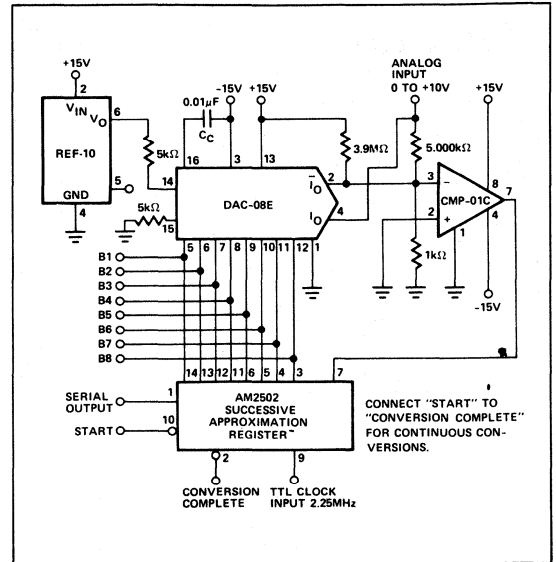 +15V
2
V_IN
V_O
6
REF-10
5
GND
4
5kΩ
0.01µF
C_C
-15V
+15V
16
3
13
14
5kΩ
15
DAC-08E
I̅_O
2
I_O
4
5 6 7 8 9 10 11 12 1
3.9MΩ
ANALOG
INPUT
0 TO +10V
5.000kΩ
+15V
3
−
2
+
CMP-01C
8
7
4
1
1kΩ
-15V
B1
B2
B3
B4
B5
B6
B7
B8
14 13 12 11 6 5 4 3
7
SERIAL
OUTPUT
1
10
START
AM2502
SUCCESSIVE
APPROXIMATION
REGISTER
2
9
CONVERSION
COMPLETE
TTL CLOCK
INPUT 2.25MHz
CONNECT "START" TO
"CONVERSION COMPLETE"
FOR CONTINUOUS CON-
VERSIONS.